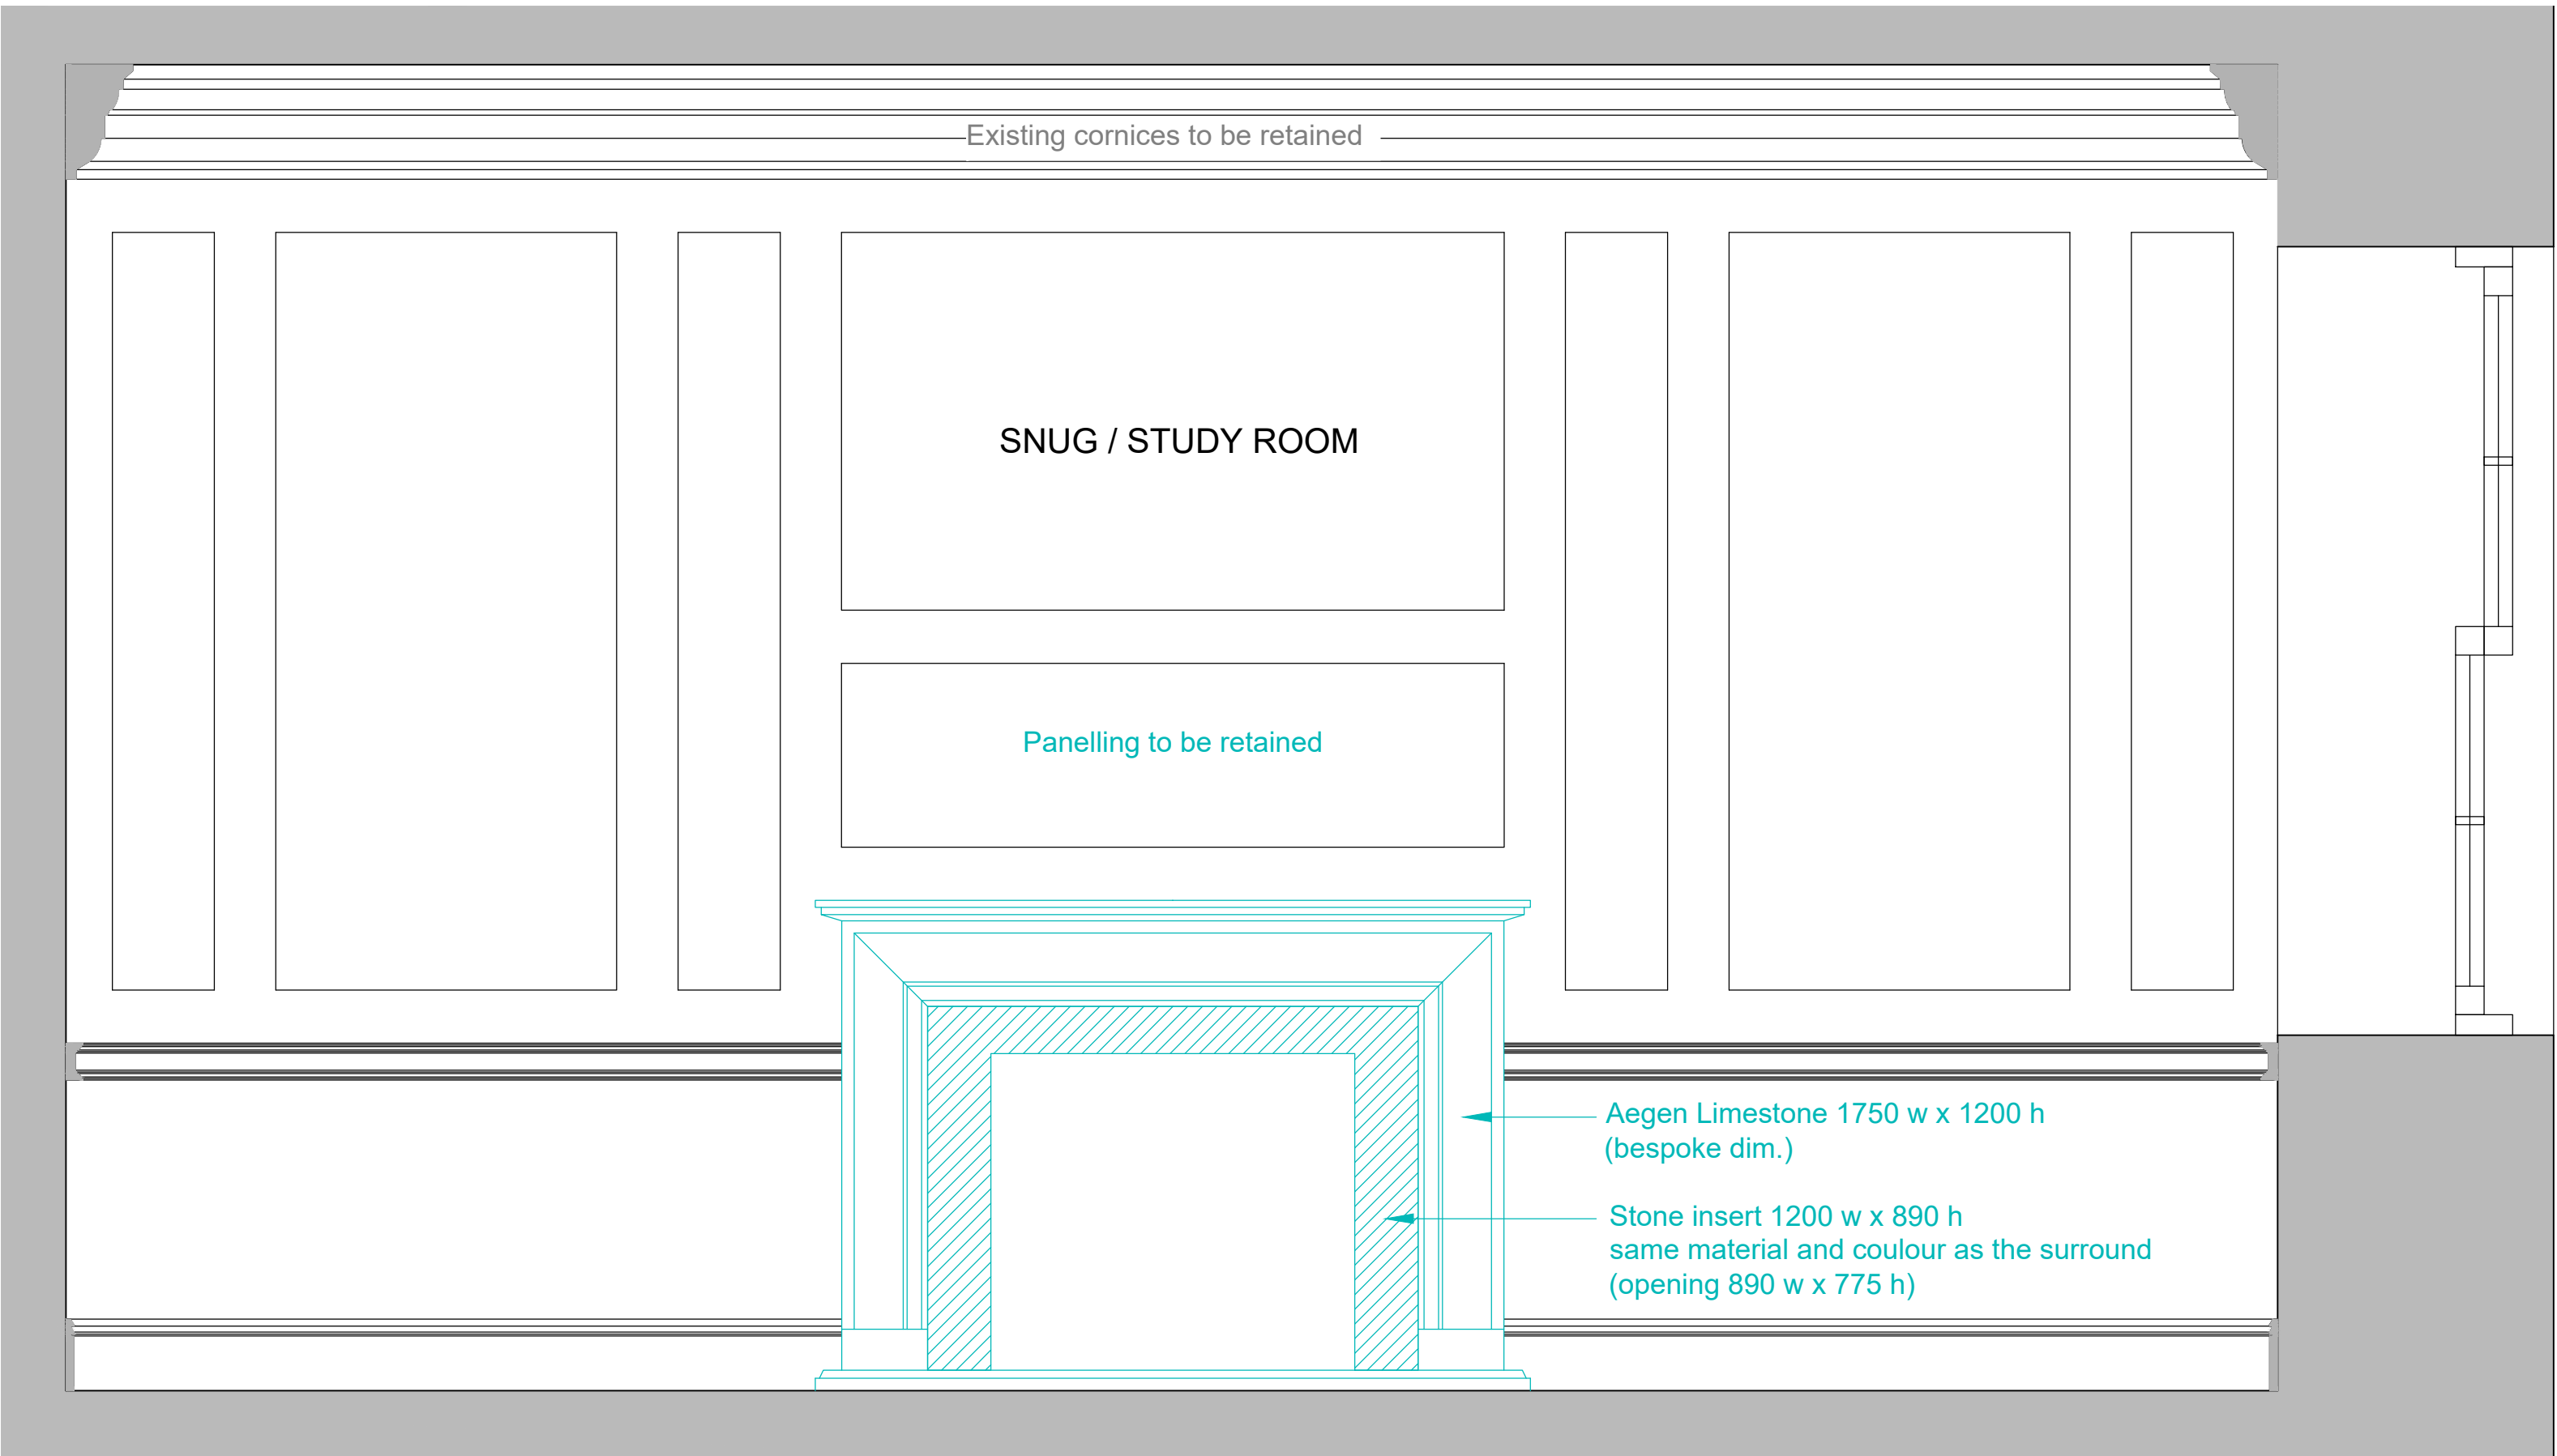 Existing cornices to be retained
SNUG / STUDY ROOM
Panelling to be retained
Aegen Limestone 1750 w x 1200 h
(bespoke dim.)
Stone insert 1200 w x 890 h
same material and coulour as the surround
(opening 890 w x 775 h)